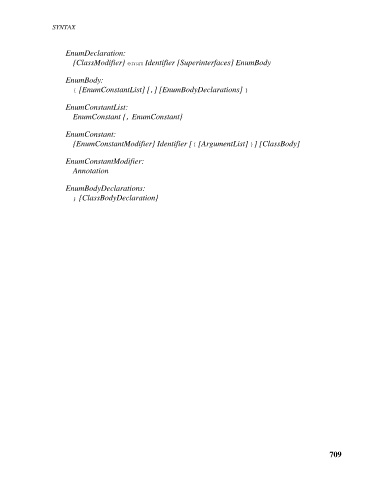 SYNTAX
EnumDeclaration:
{ClassModifier} enum Identifier [Superinterfaces] EnumBody
EnumBody:
{ [EnumConstantList] [,] [EnumBodyDeclarations] }
EnumConstantList:
EnumConstant {, EnumConstant}
EnumConstant:
{EnumConstantModifier} Identifier [( [ArgumentList] )] [ClassBody]
EnumConstantModifier:
Annotation
EnumBodyDeclarations:
; {ClassBodyDeclaration}
709